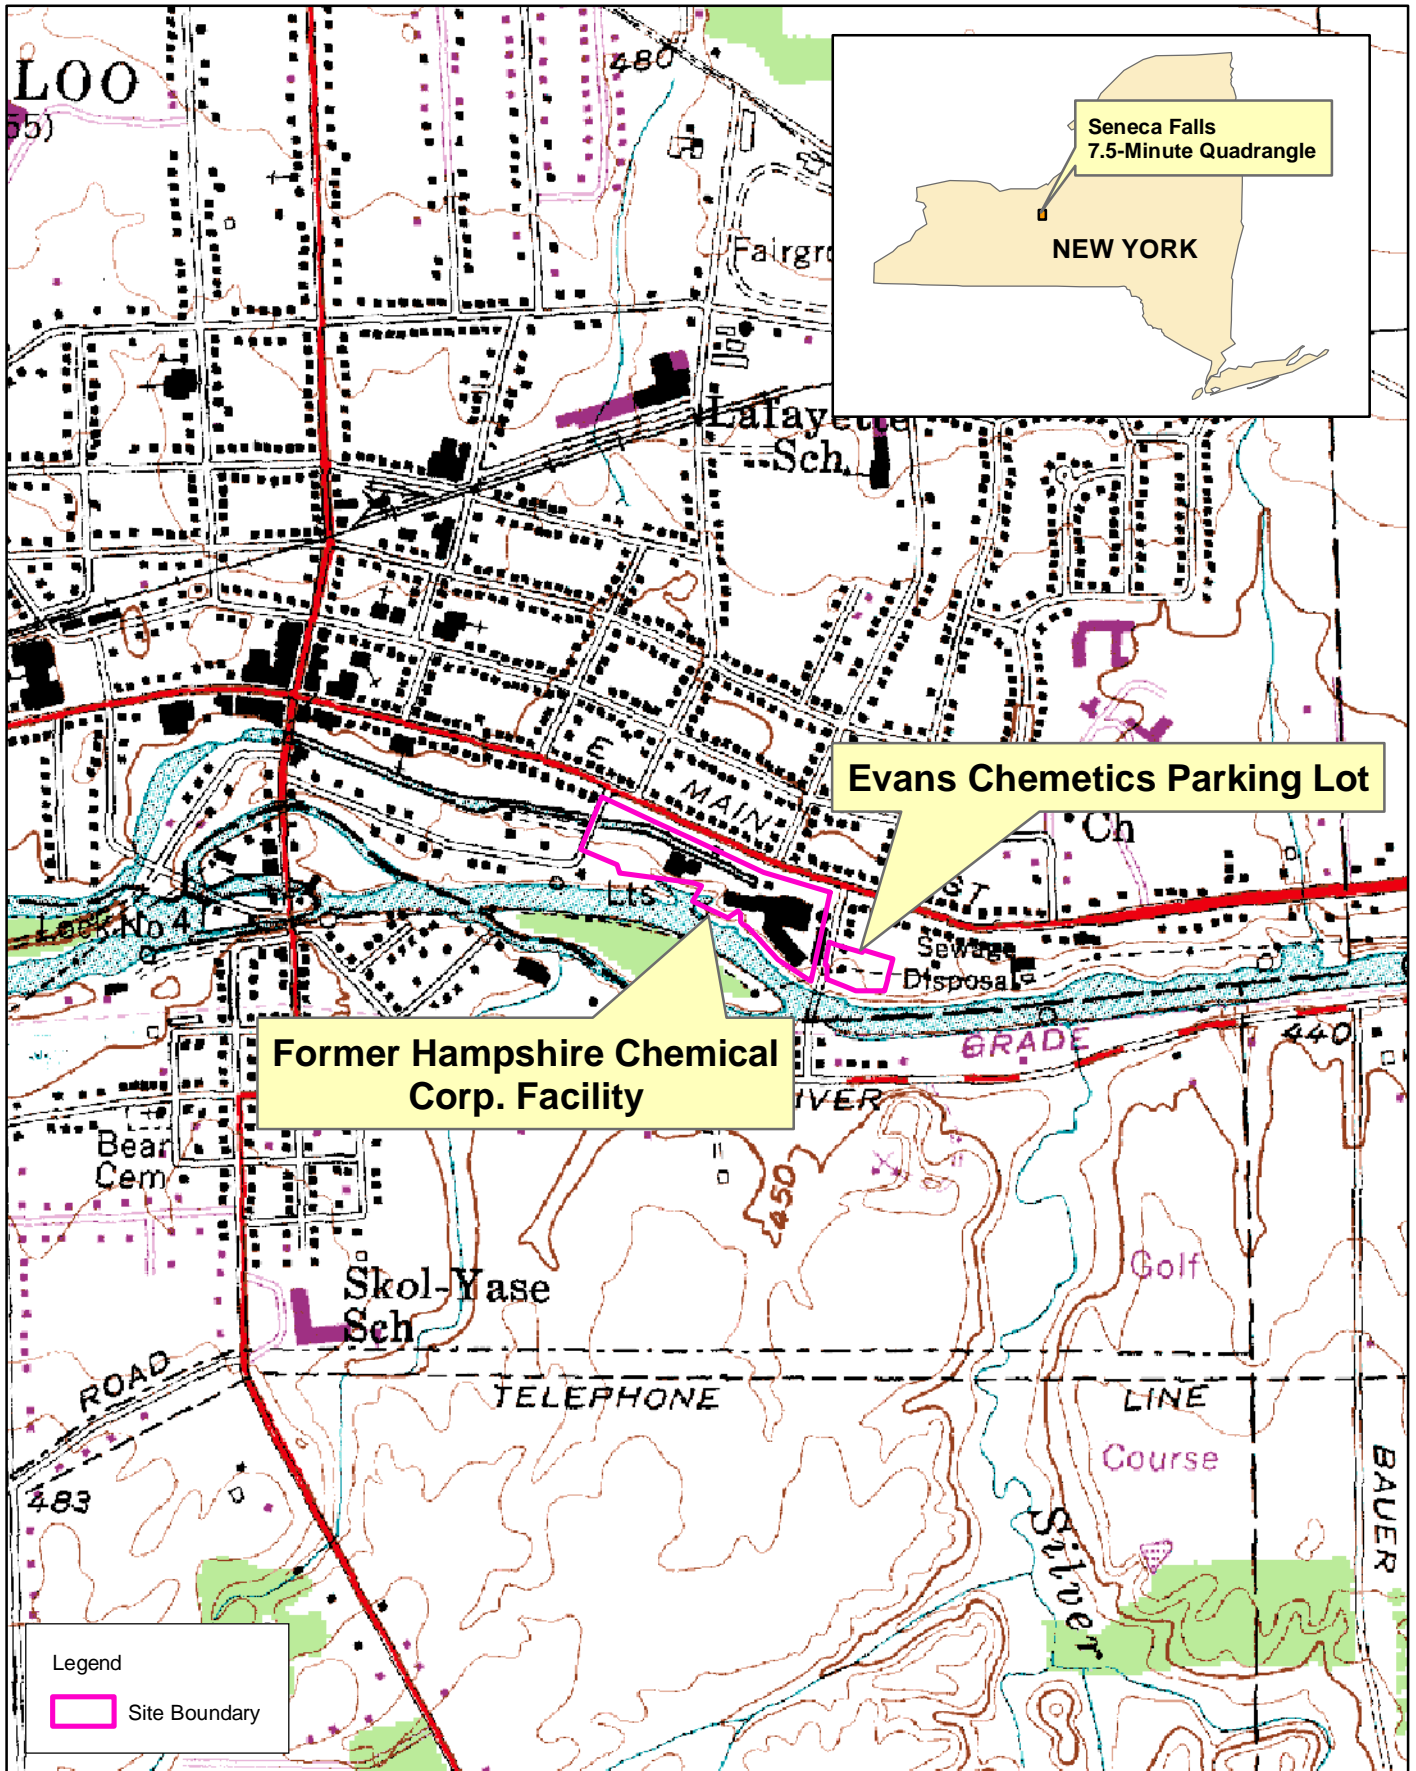 480
LOO
55)
Seneca Falls
7.5-Minute Quadrangle
NEW YORK
Fairgr
Lafayette
Sch
E
MAIN
ST
Evans Chemetics Parking Lot
Ch
Lts
Lock No 4
Sewage
Disposal
Former Hampshire Chemical
Corp. Facility
GRADE
440
IVER
Bear
Cem
450
Golf
Skol-Yase
Sch
ROAD
TELEPHONE
LINE
Course
BAUER
483
Silver
Legend
Site Boundary